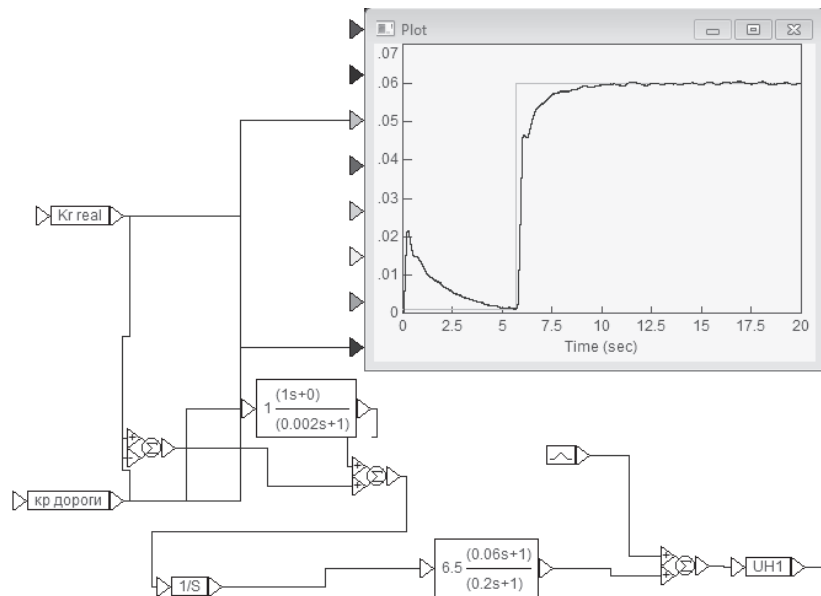 Plot
.07
.06
.05
.04
.03
.02
.01
0
0 2.5 5 7.5 10 12.5 15 17.5 20
Time (sec)
Kr real
1 (1s+0)
(0.002s+1)
+
−
Σ
+
+
Σ
кр дороги
1/S
6.5 (0.06s+1)
(0.2s+1)
+
+
Σ
UH1